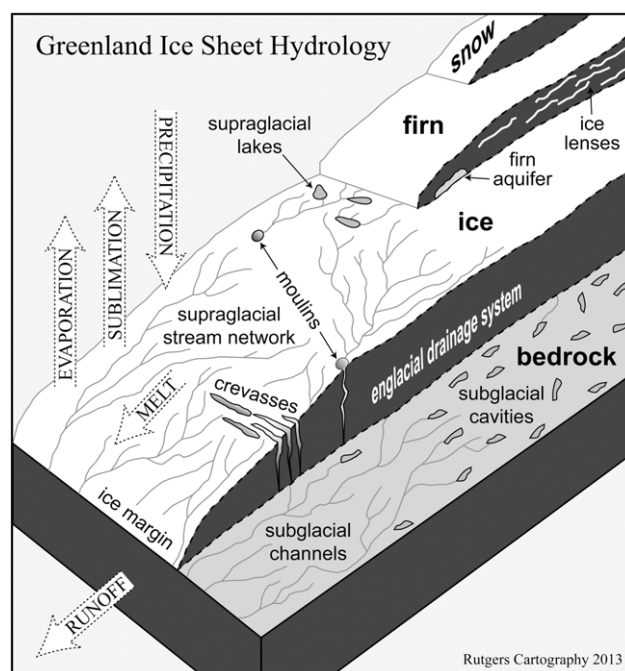 Greenland Ice Sheet Hydrology
snow
PRECIPITATION
supraglacial
lakes
firn
ice
lenses
firn
aquifer
SUBLIMATION
EVAPORATION
ice
moulins
supraglacial
stream network
englacial drainage system
bedrock
MELT
crevasses
subglacial
cavities
ice margin
subglacial
channels
RUNOFF
Rutgers Cartography 2013